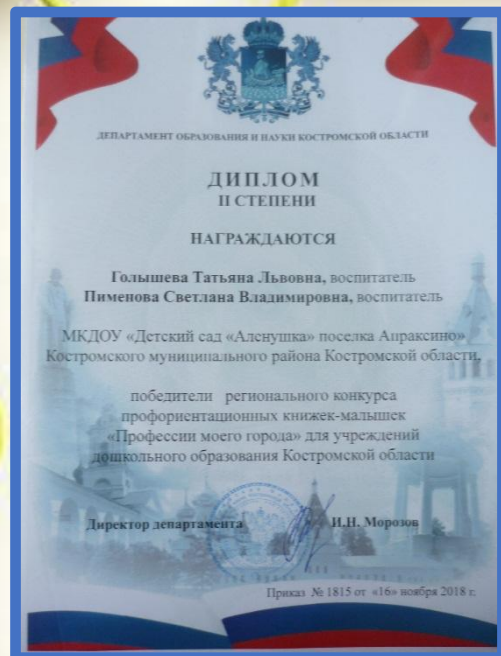 ДЕПАРТАМЕНТ ОБРАЗОВАНИЯ И НАУКИ КОСТРОМСКОЙ ОБЛАСТИ
ДИПЛОМ
II СТЕПЕНИ
НАГРАЖДАЮТСЯ
Голышева Татьяна Львовна, воспитатель
Пименова Светлана Владимировна, воспитатель
МКДОУ «Детский сад «Аленушка» поселка Апраксино»
Костромского муниципального района Костромской области,
победители регионального конкурса
профориентационных книжек-малышек
«Профессии моего города» для учреждений
дошкольного образования Костромской области
Директор департамента И.Н. Морозов
Приказ № 1815 от «16» ноября 2018 г.